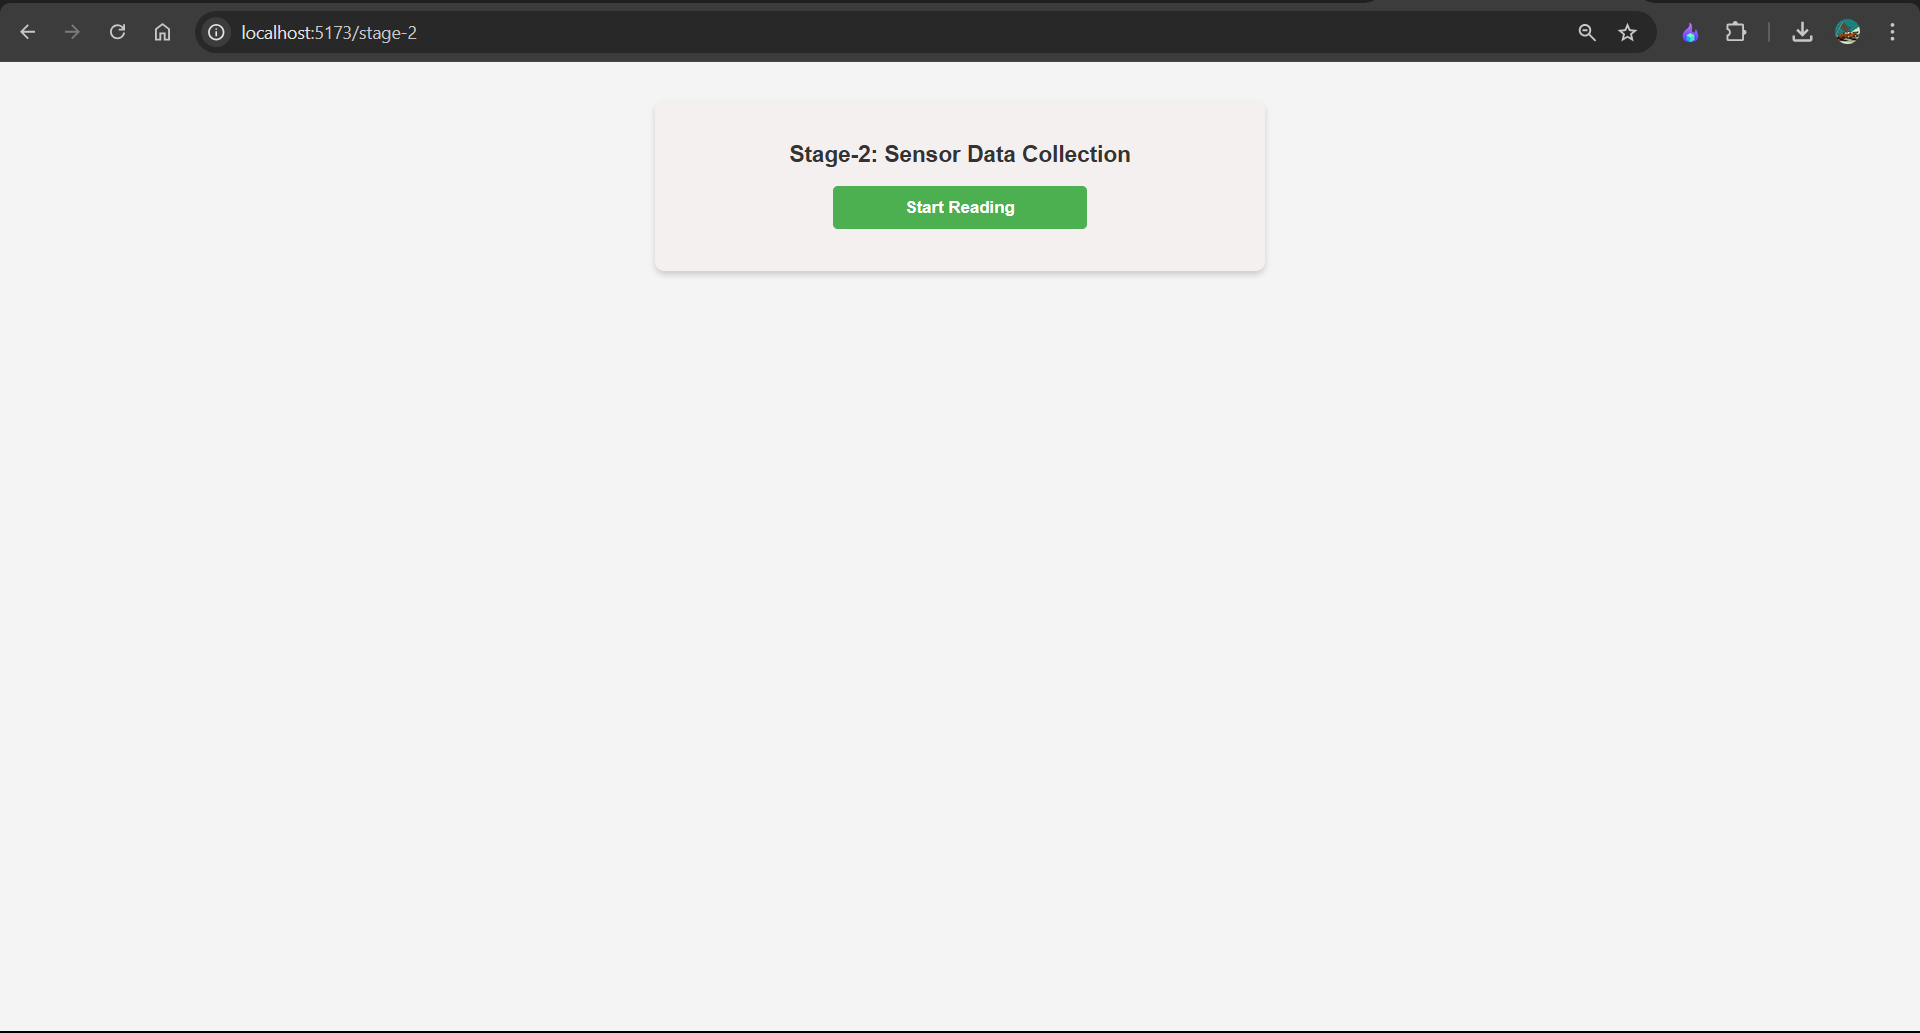 localhost:5173/stage-2
Stage-2: Sensor Data Collection
Start Reading